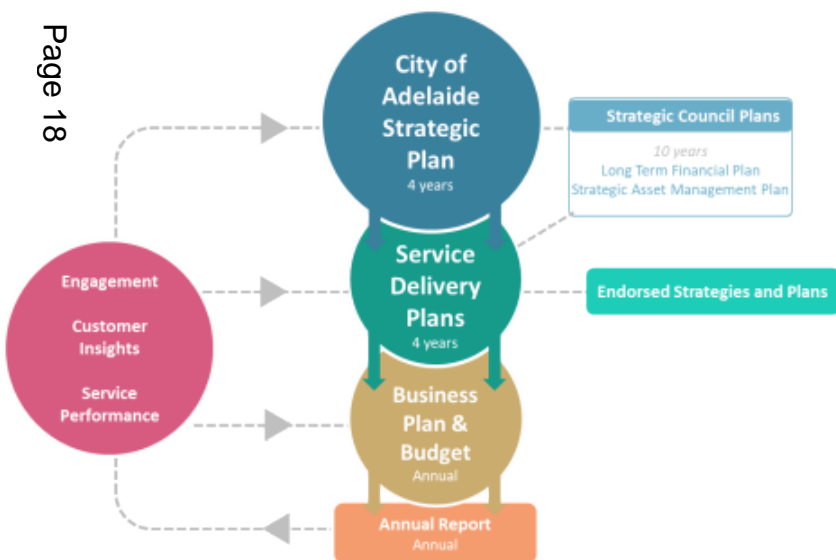 Page 18
City of
Adelaide
Strategic
Plan
4 years
Strategic Council Plans
10 years
Long Term Financial Plan
Strategic Asset Management Plan
Service
Delivery
Plans
4 years
Endorsed Strategies and Plans
Engagement
Customer
Insights
Service
Performance
Business
Plan &
Budget
Annual
Annual Report
Annual